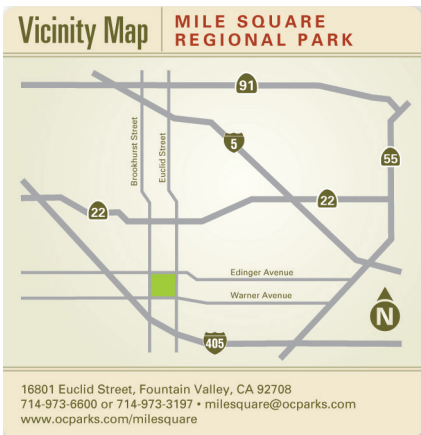 Vicinity Map
MILE SQUARE
REGIONAL PARK
91
Brookhurst Street
Euclid Street
5
55
22
22
Edinger Avenue
Warner Avenue
N
405
16801 Euclid Street, Fountain Valley, CA 92708
714-973-6600 or 714-973-3197 • milesquare@ocparks.com
www.ocparks.com/milesquare